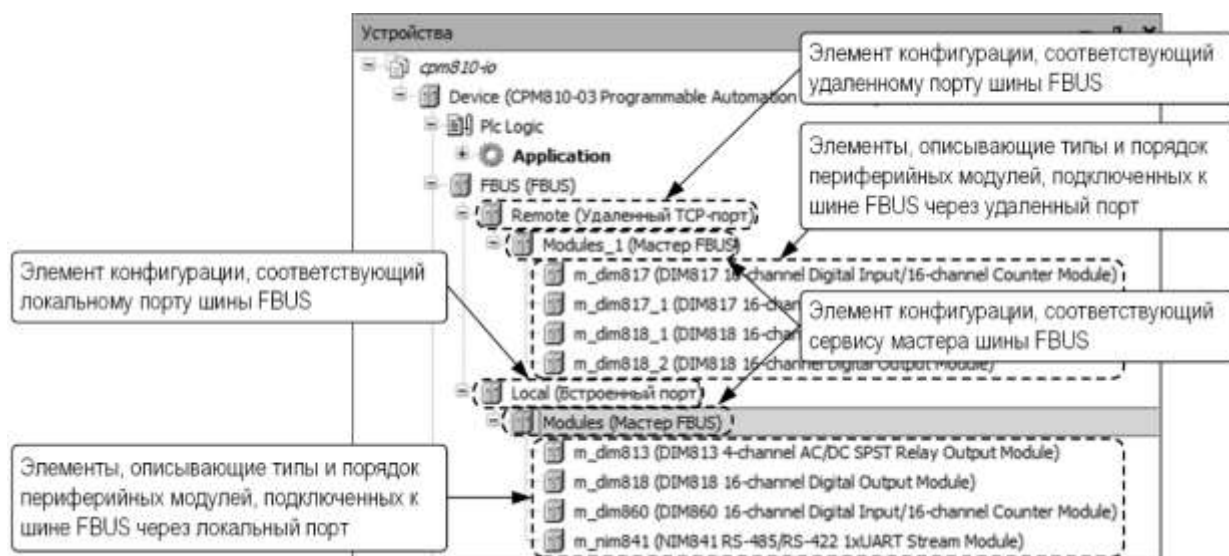 Устройства
cpm810-io
Device (CPM810-03 Programmable Automation
Plc Logic
Application
FBUS (FBUS)
Remote (Удаленный TCP-порт)
Modules_1 (Мастер FBUS)
m_dim817 (DIM817 16-channel Digital Input/16-channel Counter Module)
m_dim817_1 (DIM817 16-chan
m_dim818_1 (DIM818 16-chan
m_dim818_2 (DIM818 16-channel Digital Output Module)
Local (Встроенный порт)
Modules (Мастер FBUS)
m_dim813 (DIM813 4-channel AC/DC SPST Relay Output Module)
m_dim818 (DIM818 16-channel Digital Output Module)
m_dim860 (DIM860 16-channel Digital Input/16-channel Counter Module)
m_nim841 (NIM841 RS-485/RS-422 1xUART Stream Module)
Элемент конфигурации, соответствующий
удаленному порту шины FBUS
Элементы, описывающие типы и порядок
периферийных модулей, подключенных к
шине FBUS через удаленный порт
Элемент конфигурации, соответствующий
сервису мастера шины FBUS
Элемент конфигурации, соответствующий
локальному порту шины FBUS
Элементы, описывающие типы и порядок
периферийных модулей, подключенных к
шине FBUS через локальный порт